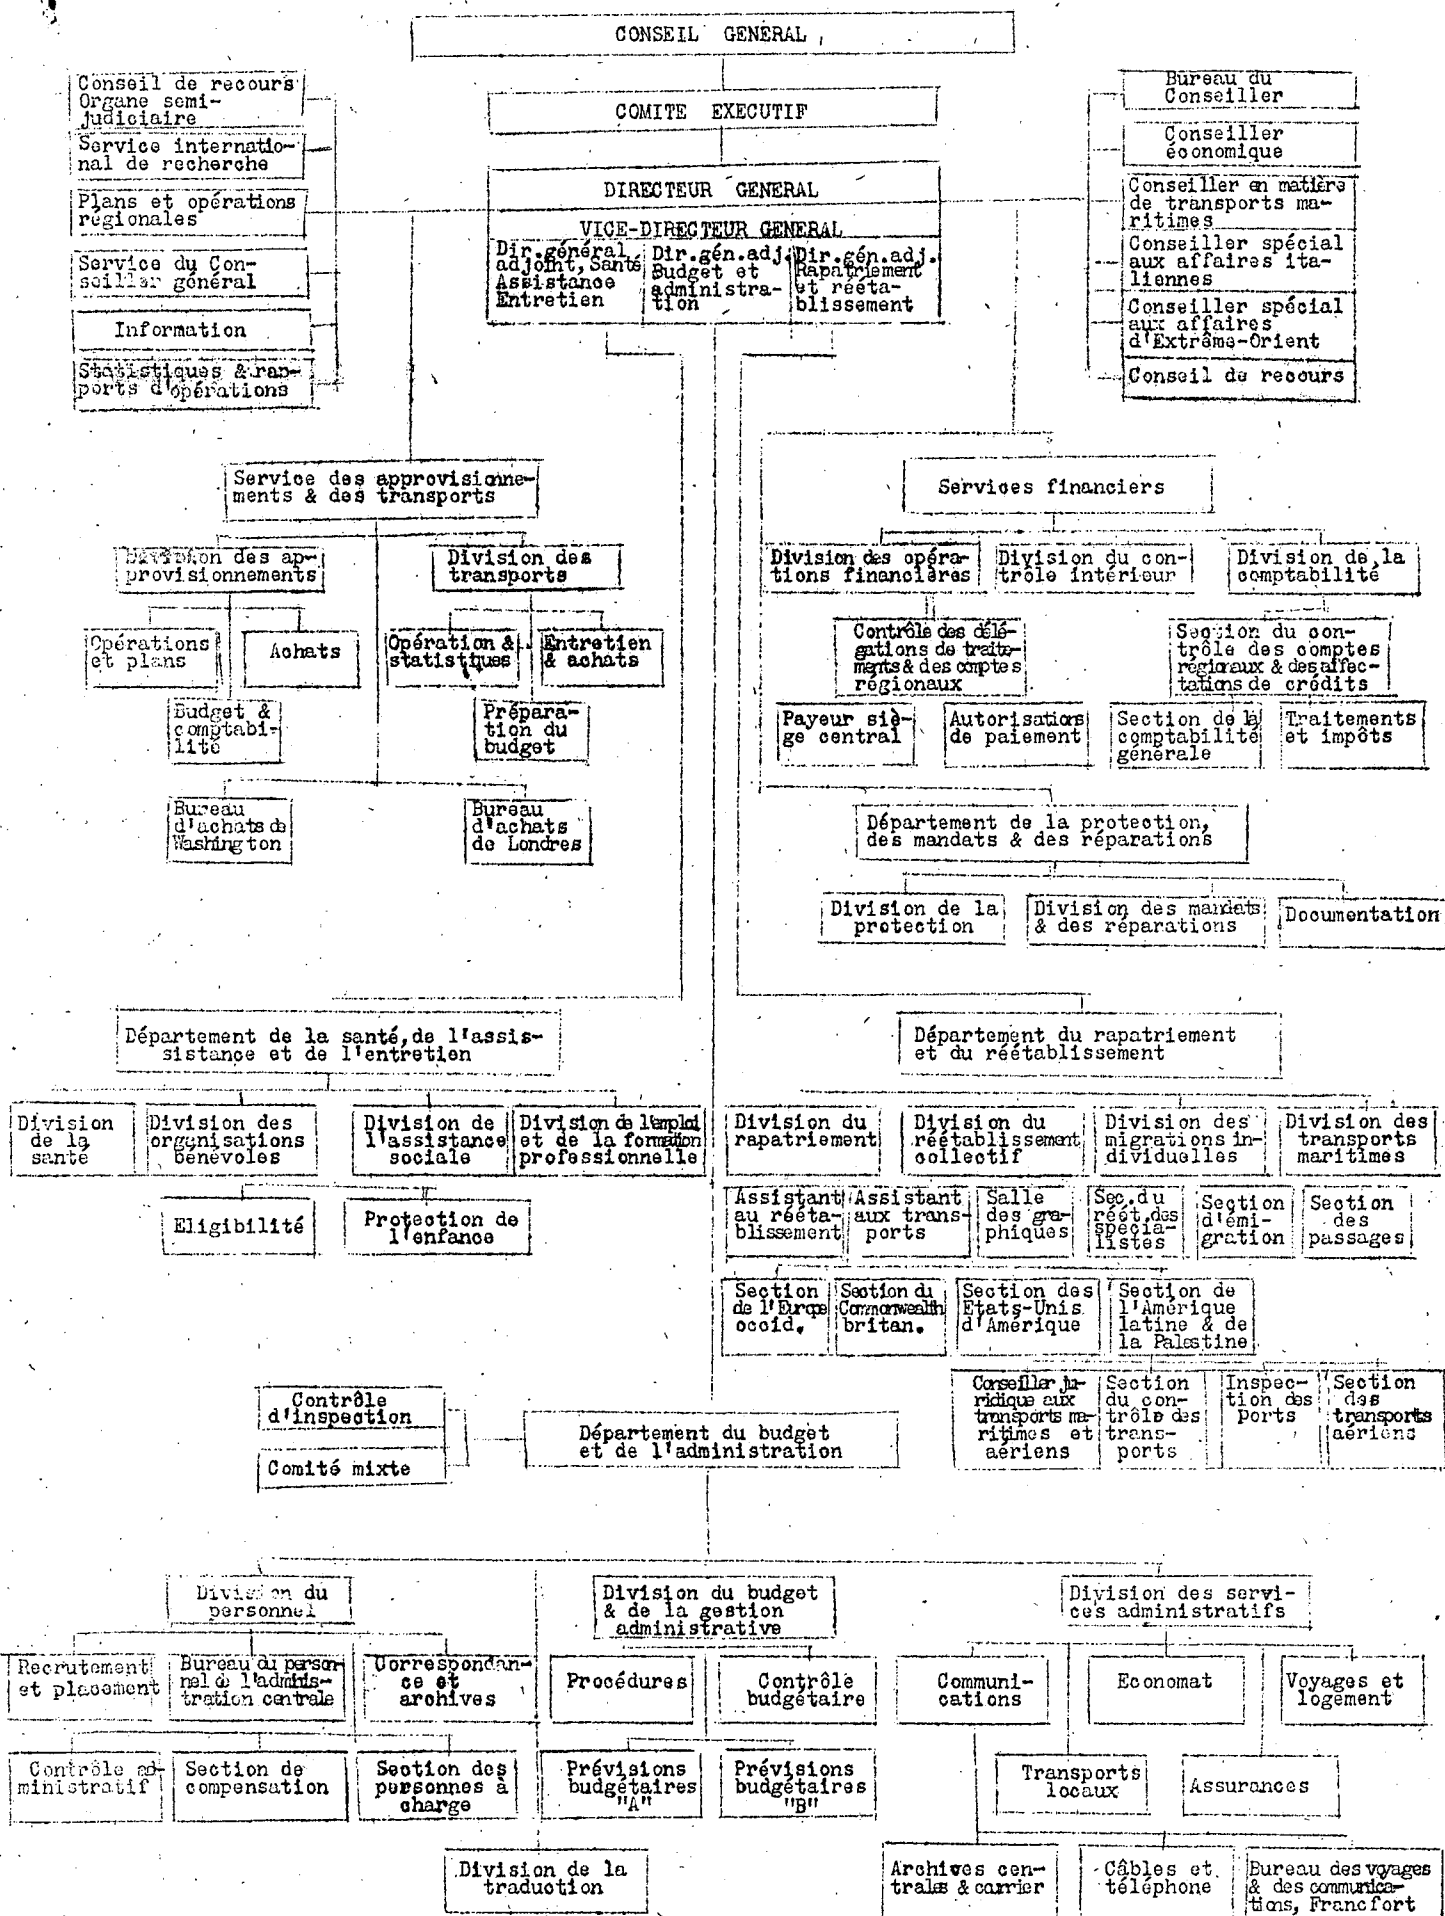 CONSEIL GENERAL
COMITE EXECUTIF
DIRECTEUR GENERAL
VICE-DIRECTEUR GENERAL
Dir.général
adjoint, Santé
Assistance
Entretien
Dir.gén.adj.
Budget et
administra-
tion
Dir.gén.adj.
Rapatriement
et rééta-
blissement
Conseil de recours
Organe semi-
judiciaire
Service internatio-
nal de recherche
Plans et opérations
régionales
Service du Con-
seiller général
Information
Statistiques & rap-
ports d'opérations
Bureau du
Conseiller
Conseiller
économique
Conseiller en matière
de transports ma-
ritimes
Conseiller spécial
aux affaires ita-
liennes
Conseiller spécial
aux affaires
d'Extrême-Orient
Conseil de recours
Service des approvisionne-
ments & des transports
Division des ap-
provisionnements
Division des
transports
Opérations
et plans
Achats
Opération &
statistiques
Entretien
& achats
Budget &
comptabi-
lité
Prépara-
tion du
budget
Bureau
d'achats de
Washington
Bureau
d'achats
de Londres
Services financiers
Division des opéra-
tions financières
Division du con-
trôle intérieur
Division de la
comptabilité
Contrôle des délé-
gations de traite-
ments & des comptes
régionaux
Section du con-
trôle des comptes
régionaux & des affec-
tations de crédits
Payeur siè-
ge central
Autorisations
de paiement
Section de la
comptabilité
générale
Traitements
et impôts
Département de la protection,
des mandats & des réparations
Division de la
protection
Division des mandats
& des réparations
Documentation
Département de la santé, de l'assis-
sistance et de l'entretien
Division
de la
santé
Division des
organisations
bénévoles
Division de
l'assistance
sociale
Division de l'emploi
et de la formation
professionnelle
Eligibilité
Protection de
l'enfance
Département du rapatriement
et du réétablissement
Division du
rapatriement
Division du
réétablissement
collectif
Division des
migrations in-
dividuelles
Division des
transports
maritimes
Assistant
au rééta-
blissement
Assistant
aux trans-
ports
Salle
des gra-
phiques
Sec.du
réét.des
spécia-
listes
Section
d'émi-
gration
Section
des
passages
Section
de l'Europe
occid.
Section du
Commonwealth
britan.
Section des
Etats-Unis
d'Amérique
Section de
l'Amérique
latine & de
la Palestine
Conseiller ju-
ridique aux
transports ma-
ritimes et
aériens
Section
du con-
trôle des
trans-
ports
Inspec-
tion des
ports
Section
des
transports
aériens
Contrôle
d'inspection
Comité mixte
Département du budget
et de l'administration
Division du
personnel
Division du budget
& de la gestion
administrative
Division des servi-
ces administratifs
Recrutement
et placement
Bureau du person-
nel de l'adminis-
tration centrale
Correspondan-
ce et
archives
Procédures
Contrôle
budgétaire
Communi-
cations
Economat
Voyages et
logement
Contrôle ad-
ministratif
Section de
compensation
Section des
personnes à
charge
Prévisions
budgétaires
"A"
Prévisions
budgétaires
"B"
Transports
locaux
Assurances
Division de la
traduction
Archives cen-
trales & carrier
Câbles et
téléphone
Bureau des voyages
& des communica-
tions, Francfort